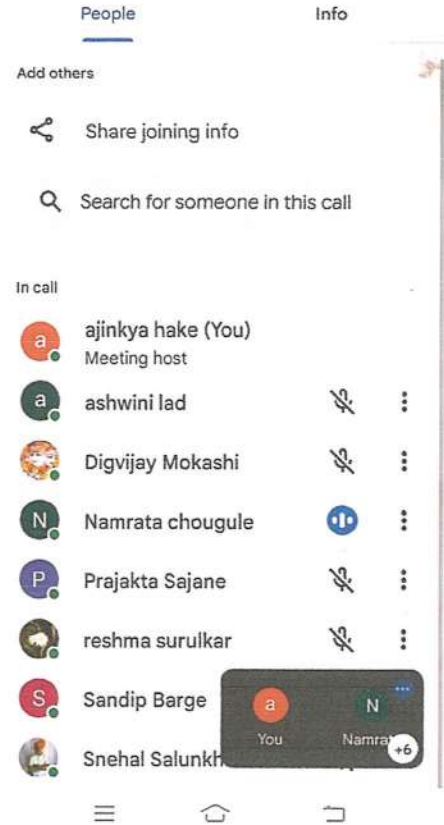 People Info
Add others
Share joining info
Search for someone in this call
In call
a ajinkya hake (You)
Meeting host
a ashwini lad
Digvijay Mokashi
N Namrata chougule
P Prajakta Sajane
reshma surulkar
S Sandip Barge
a N
You Namrat
+6
Snehal Salunkh